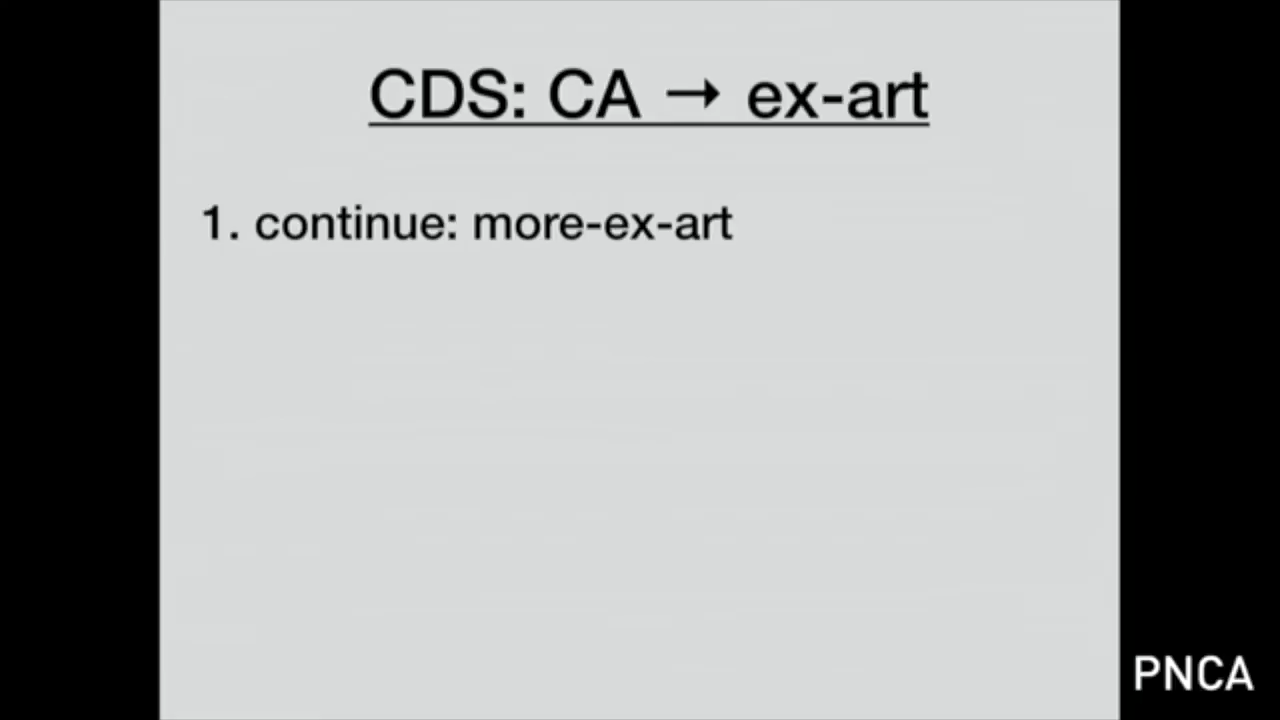 CDS: CA → ex-art
1. continue: more-ex-art
PNCA